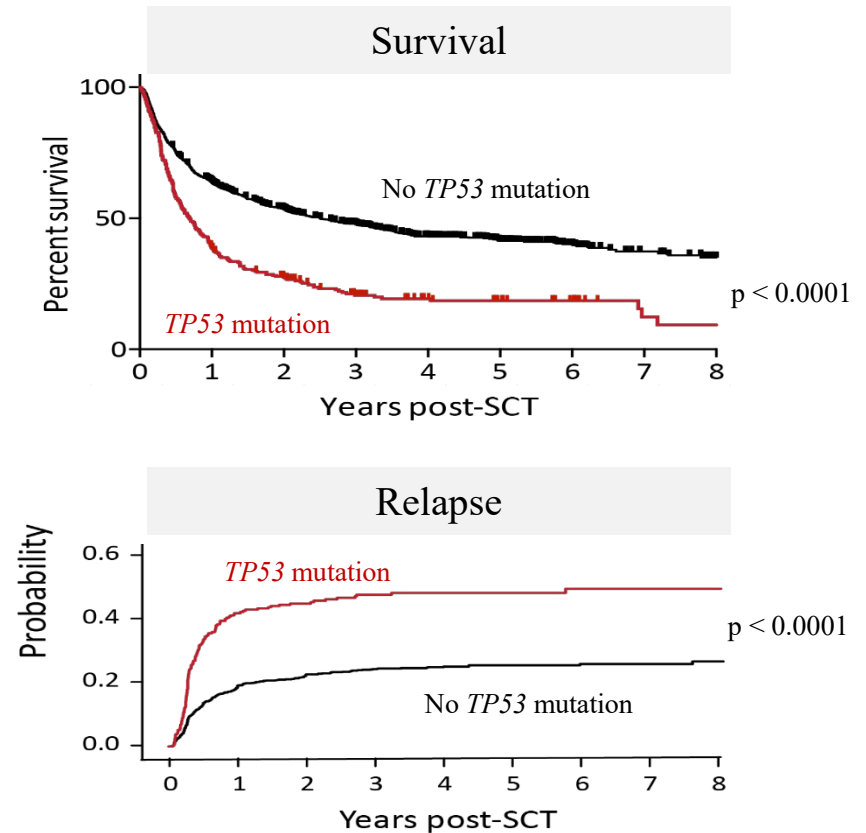 Survival
Percent survival
100
50
0
No TP53 mutation
TP53 mutation
p < 0.0001
0 1 2 3 4 5 6 7 8
Years post-SCT
Relapse
Probability
0.6
0.4
0.2
0.0
TP53 mutation
No TP53 mutation
p < 0.0001
0 1 2 3 4 5 6 7 8
Years post-SCT